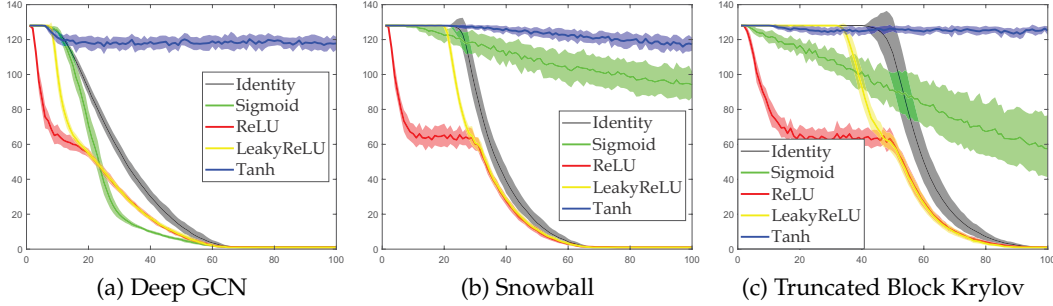 140
120
100
80
60
40
20
0
0 20 40 60 80 100
Identity
Sigmoid
ReLU
LeakyReLU
Tanh
(a) Deep GCN
140
120
100
80
60
40
20
0
0 20 40 60 80 100
Identity
Sigmoid
ReLU
LeakyReLU
Tanh
(b) Snowball
140
120
100
80
60
40
20
0
0 20 40 60 80 100
Identity
Sigmoid
ReLU
LeakyReLU
Tanh
(c) Truncated Block Krylov